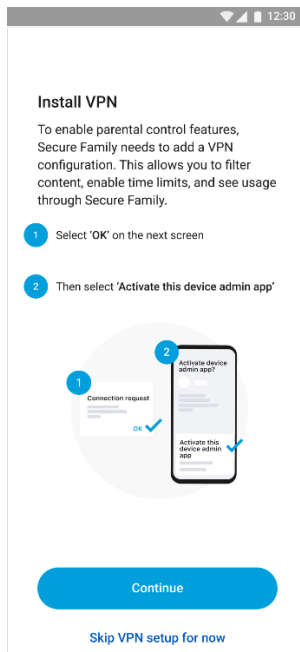 12:30
Install VPN
To enable parental control features,
Secure Family needs to add a VPN
configuration. This allows you to filter
content, enable time limits, and see usage
through Secure Family.
1 Select 'OK' on the next screen
2 Then select 'Activate this device admin app'
2
Activate device
admin app?
1
Connection request
OK
Activate this
device admin
app
Continue
Skip VPN setup for now